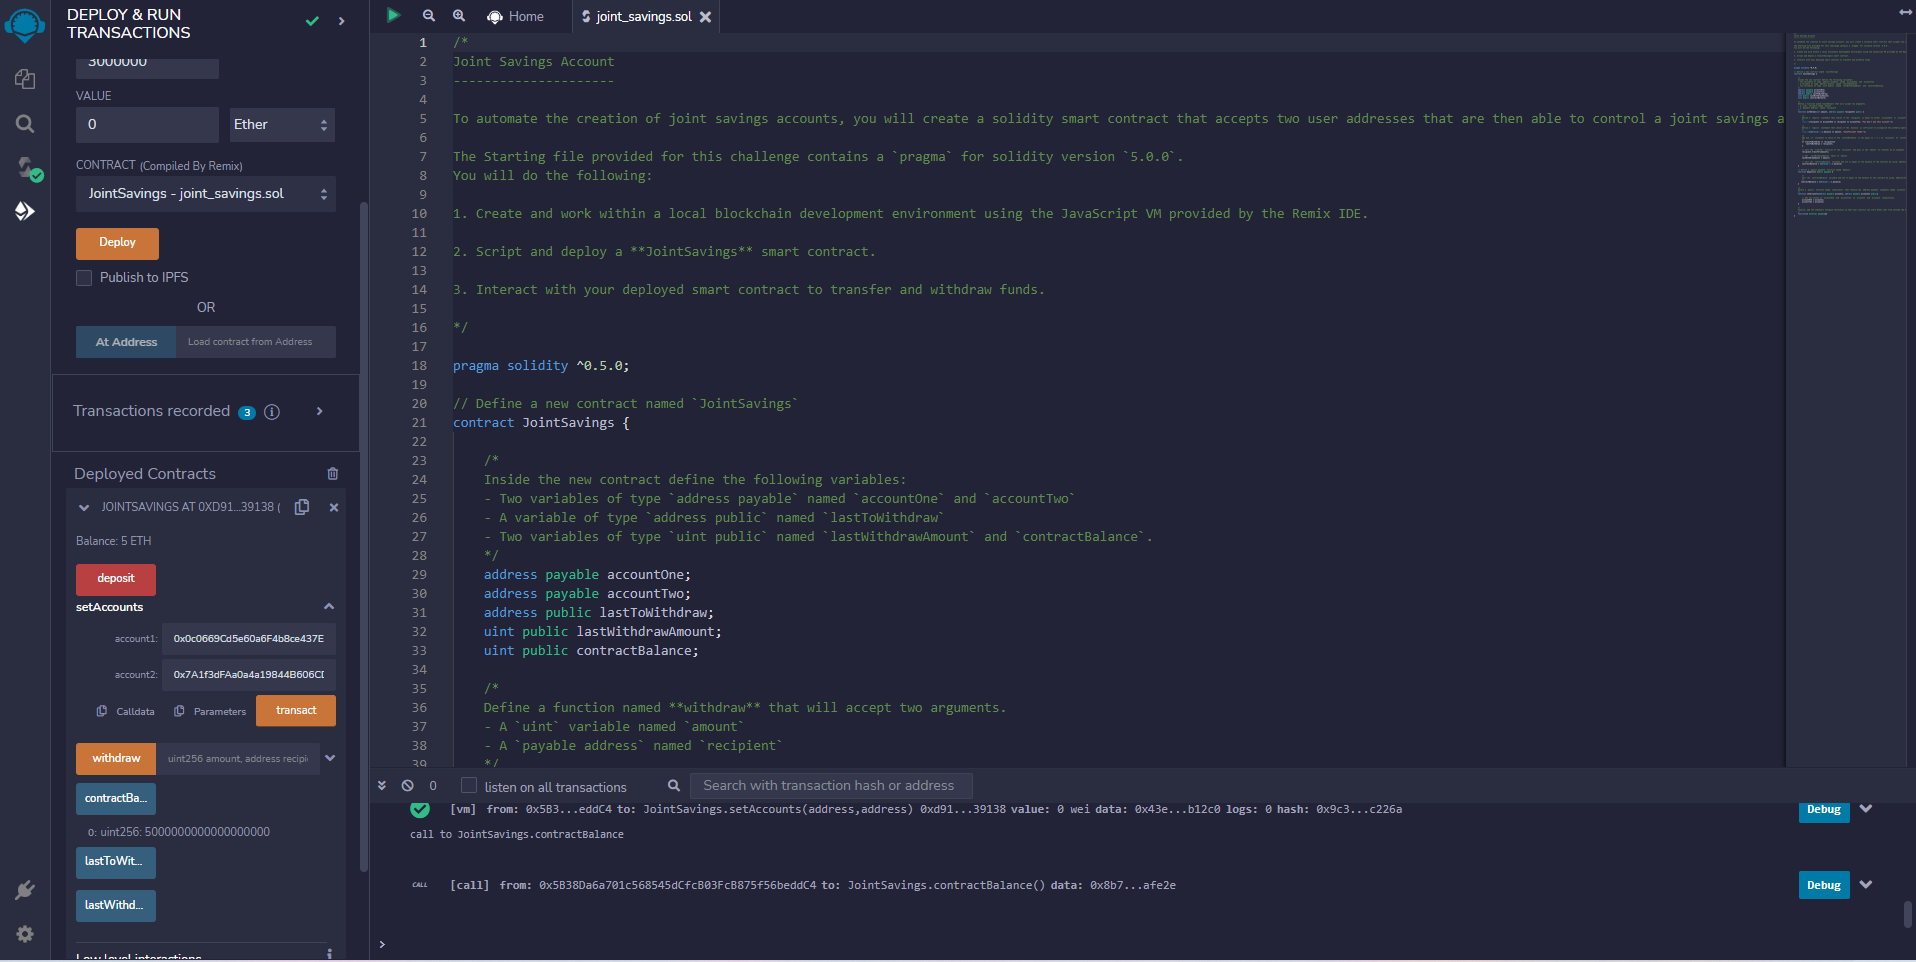 DEPLOY & RUN
TRANSACTIONS
3000000
VALUE
0
Ether
CONTRACT (Compiled By Remix)
JointSavings - joint_savings.sol
Deploy
Publish to IPFS
OR
At Address
Load contract from Address
Transactions recorded 3 i
Deployed Contracts
JOINTSAVINGS AT 0XD91...39138 (
Balance: 5 ETH
deposit
setAccounts
account1: 0x0c0669Cd5e60a6F4b8ce437E
account2: 0x7A1f3dFAa0a4a19844B606CD
Calldata Parameters transact
withdraw uint256 amount, address recipi
contractBa...
0: uint256: 5000000000000000000
lastToWit...
lastWithd...
Low level interactions
Home
joint_savings.sol
1 /*
2 Joint Savings Account
3 ---------------------
4
5 To automate the creation of joint savings accounts, you will create a solidity smart contract that accepts two user addresses that are then able to control a joint savings a
6
7 The Starting file provided for this challenge contains a `pragma` for solidity version `5.0.0`.
8 You will do the following:
9
10 1. Create and work within a local blockchain development environment using the JavaScript VM provided by the Remix IDE.
11
12 2. Script and deploy a **JointSavings** smart contract.
13
14 3. Interact with your deployed smart contract to transfer and withdraw funds.
15
16 */
17
18 pragma solidity ^0.5.0;
19
20 // Define a new contract named `JointSavings`
21 contract JointSavings {
22
23 /*
24 Inside the new contract define the following variables:
25 - Two variables of type `address payable` named `accountOne` and `accountTwo`
26 - A variable of type `address public` named `lastToWithdraw`
27 - Two variables of type `uint public` named `lastWithdrawAmount` and `contractBalance`.
28 */
29 address payable accountOne;
30 address payable accountTwo;
31 address public lastToWithdraw;
32 uint public lastWithdrawAmount;
33 uint public contractBalance;
34
35 /*
36 Define a function named **withdraw** that will accept two arguments.
37 - A `uint` variable named `amount`
38 - A `payable address` named `recipient`
39 */
0
listen on all transactions
Search with transaction hash or address
[vm] from: 0x5B3...eddC4 to: JointSavings.setAccounts(address,address) 0xd91...39138 value: 0 wei data: 0x43e...b12c0 logs: 0 hash: 0x9c3...c226a
Debug
call to JointSavings.contractBalance
CALL [call] from: 0x5B38Da6a701c568545dCfcB03FcB875f56beddC4 to: JointSavings.contractBalance() data: 0x8b7...afe2e
Debug
>